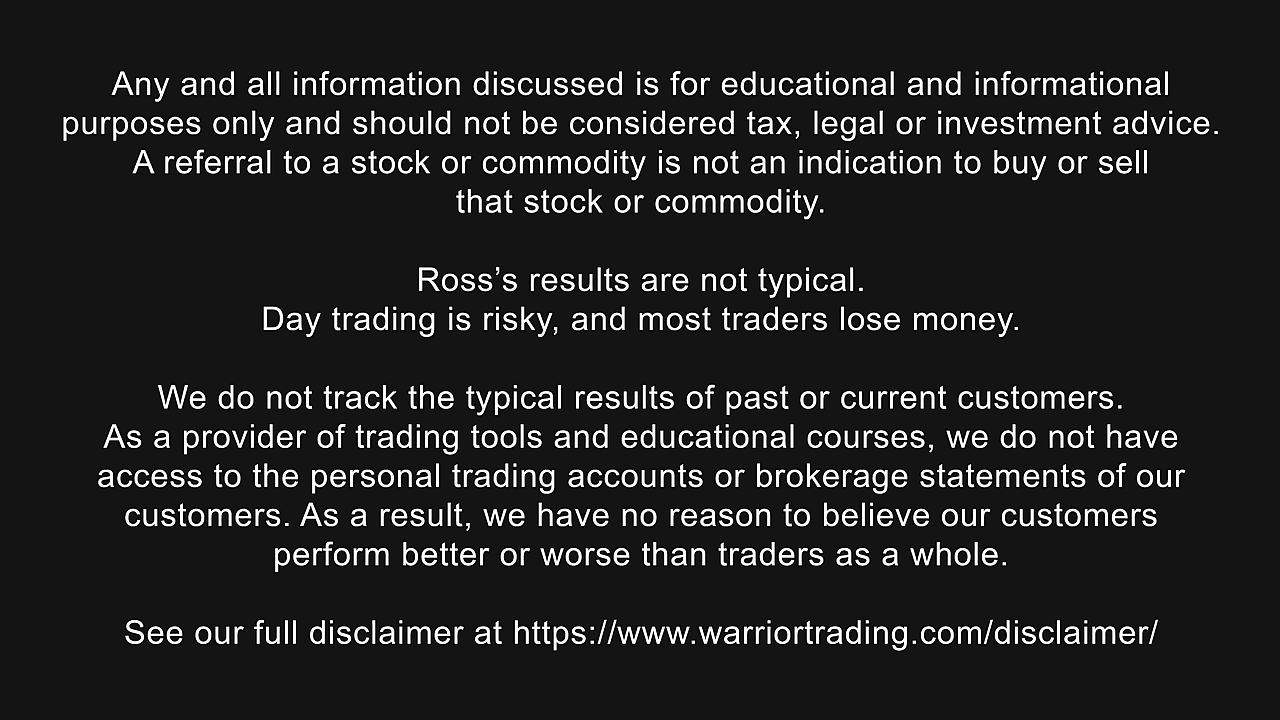 Any and all information discussed is for educational and informational
purposes only and should not be considered tax, legal or investment advice.
A referral to a stock or commodity is not an indication to buy or sell
that stock or commodity.
Ross’s results are not typical.
Day trading is risky, and most traders lose money.
We do not track the typical results of past or current customers.
As a provider of trading tools and educational courses, we do not have
access to the personal trading accounts or brokerage statements of our
customers. As a result, we have no reason to believe our customers
perform better or worse than traders as a whole.
See our full disclaimer at https://www.warriortrading.com/disclaimer/